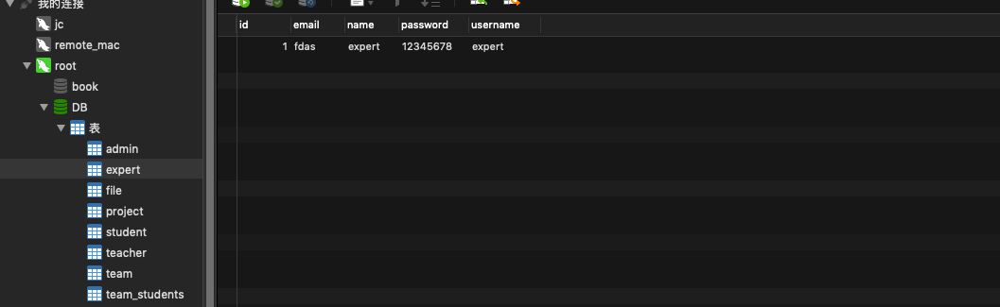 我的连接
jc
remote_mac
root
book
DB
表
admin
expert
file
project
student
teacher
team
team_students
id email name password username
1 fdas expert 12345678 expert